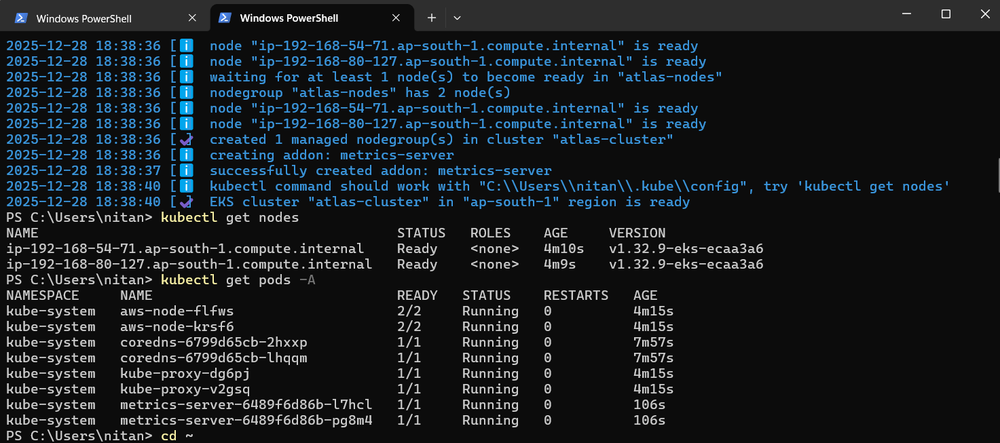 Windows PowerShell
Windows PowerShell
2025-12-28 18:38:36 [ℹ]  node "ip-192-168-54-71.ap-south-1.compute.internal" is ready
2025-12-28 18:38:36 [ℹ]  node "ip-192-168-80-127.ap-south-1.compute.internal" is ready
2025-12-28 18:38:36 [ℹ]  waiting for at least 1 node(s) to become ready in "atlas-nodes"
2025-12-28 18:38:36 [ℹ]  nodegroup "atlas-nodes" has 2 node(s)
2025-12-28 18:38:36 [ℹ]  node "ip-192-168-54-71.ap-south-1.compute.internal" is ready
2025-12-28 18:38:36 [ℹ]  node "ip-192-168-80-127.ap-south-1.compute.internal" is ready
2025-12-28 18:38:36 [✔]  created 1 managed nodegroup(s) in cluster "atlas-cluster"
2025-12-28 18:38:36 [ℹ]  creating addon: metrics-server
2025-12-28 18:38:37 [ℹ]  successfully created addon: metrics-server
2025-12-28 18:38:40 [ℹ]  kubectl command should work with "C:\\Users\\nitan\\.kube\\config", try 'kubectl get nodes'
2025-12-28 18:38:40 [✔]  EKS cluster "atlas-cluster" in "ap-south-1" region is ready
PS C:\Users\nitan> kubectl get nodes
NAME                                            STATUS   ROLES    AGE     VERSION
ip-192-168-54-71.ap-south-1.compute.internal    Ready    <none>   4m10s   v1.32.9-eks-ecaa3a6
ip-192-168-80-127.ap-south-1.compute.internal   Ready    <none>   4m9s    v1.32.9-eks-ecaa3a6
PS C:\Users\nitan> kubectl get pods -A
NAMESPACE     NAME                              READY   STATUS    RESTARTS   AGE
kube-system   aws-node-flfws                    2/2     Running   0          4m15s
kube-system   aws-node-krsf6                    2/2     Running   0          4m15s
kube-system   coredns-6799d65cb-2hxxp           1/1     Running   0          7m57s
kube-system   coredns-6799d65cb-lhqqm           1/1     Running   0          7m57s
kube-system   kube-proxy-dg6pj                  1/1     Running   0          4m15s
kube-system   kube-proxy-v2gsq                  1/1     Running   0          4m15s
kube-system   metrics-server-6489f6d86b-l7hcl   1/1     Running   0          106s
kube-system   metrics-server-6489f6d86b-pg8m4   1/1     Running   0          106s
PS C:\Users\nitan> cd ~